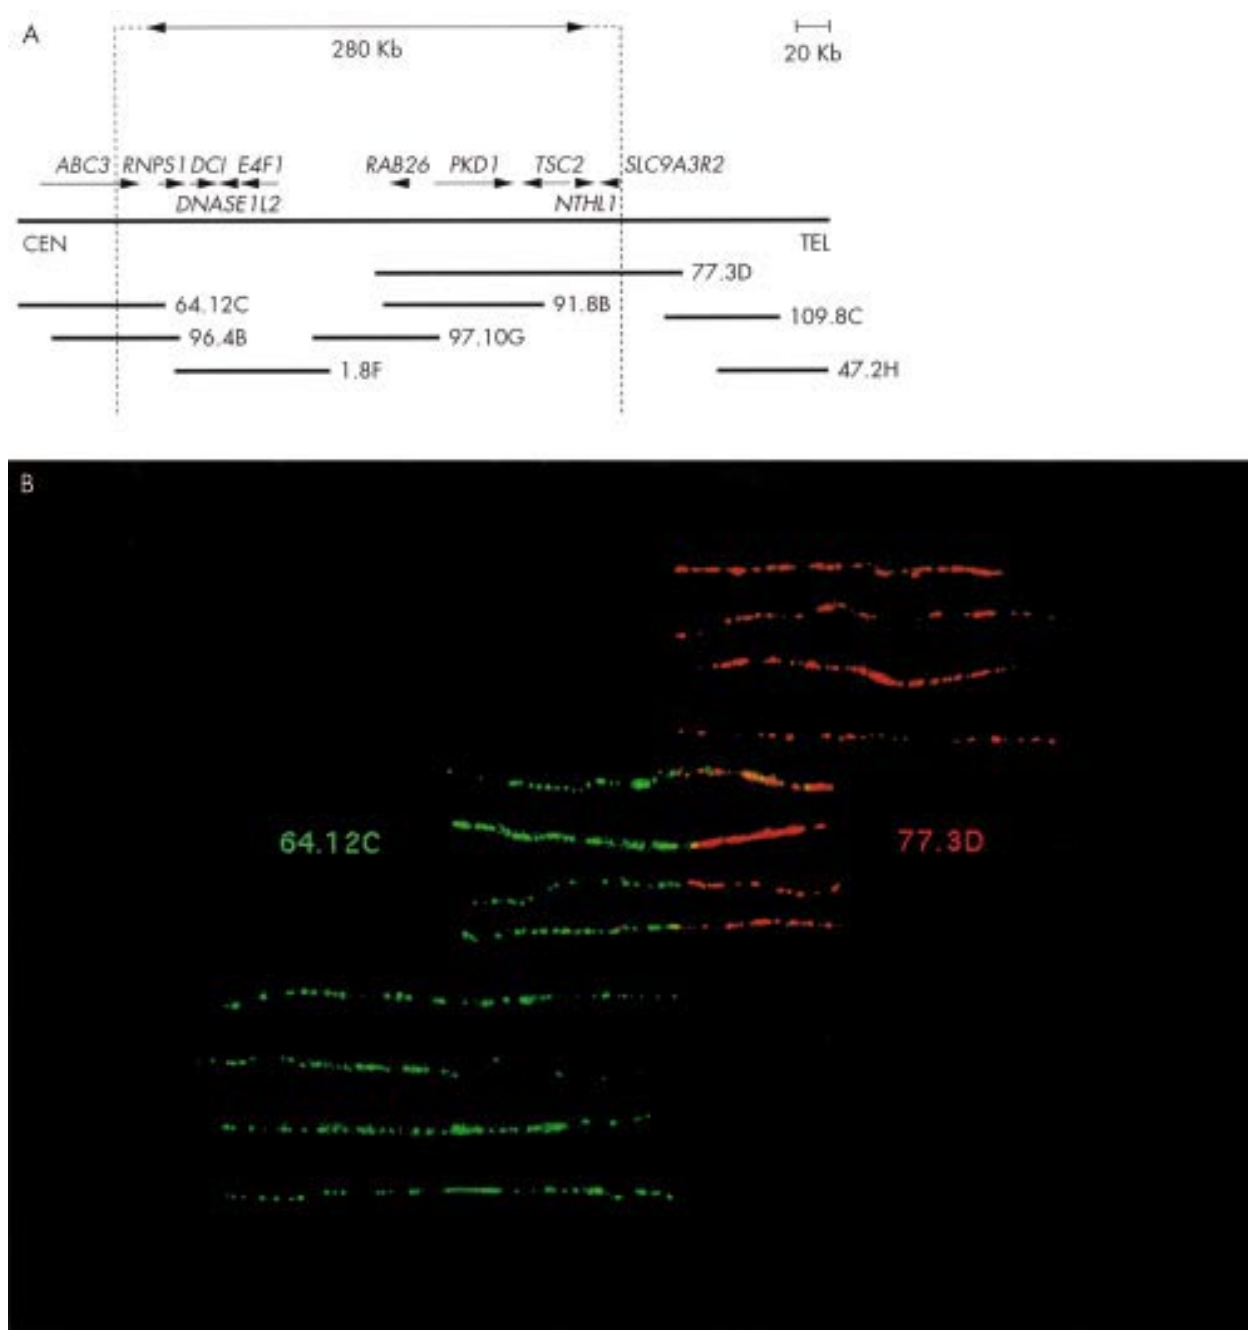 A
280 Kb
20 Kb
ABC3 RNPS1 DCI E4F1 RAB26 PKD1 TSC2 SLC9A3R2
DNASE1L2 NTHL1
CEN TEL
77.3D
64.12C 91.8B
109.8C
96.4B 97.10G
1.8F 47.2H
B
64.12C 77.3D